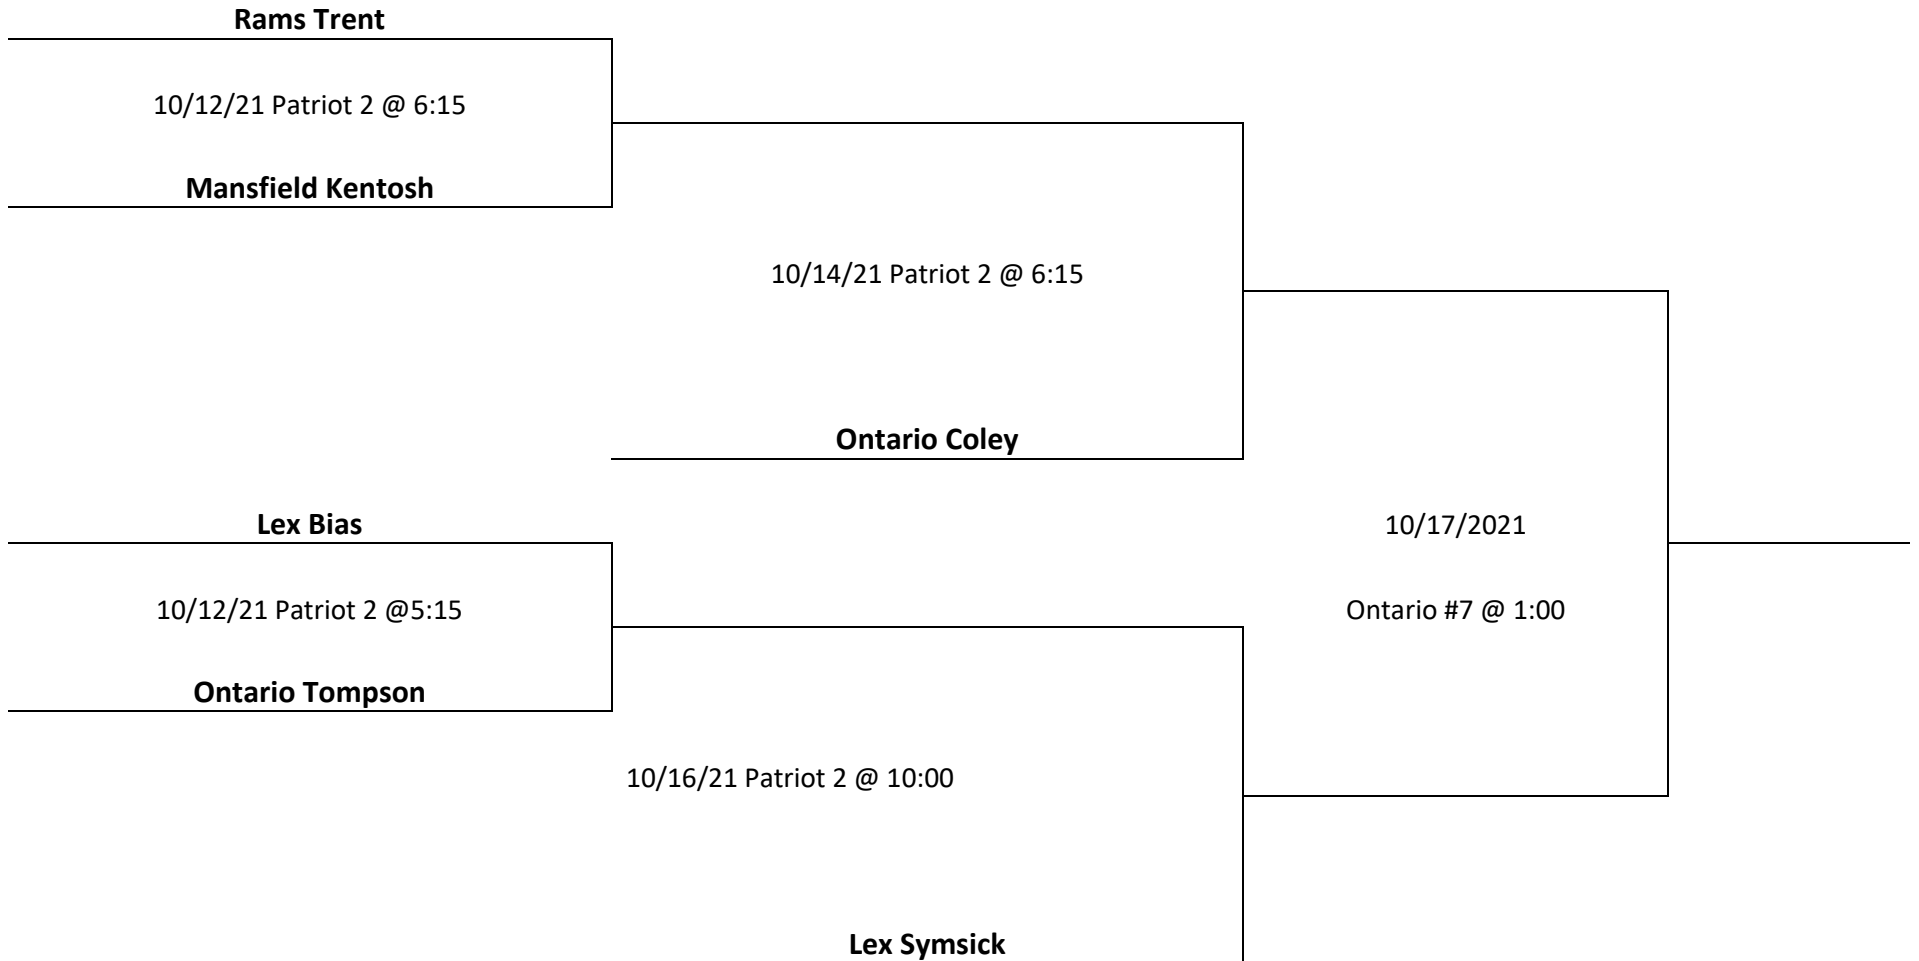 Rams Trent
10/12/21 Patriot 2 @ 6:15
Mansfield Kentosh
10/14/21 Patriot 2 @ 6:15
Ontario Coley
Lex Bias
10/17/2021
10/12/21 Patriot 2 @5:15
Ontario #7 @ 1:00
Ontario Tompson
10/16/21 Patriot 2 @ 10:00
Lex Symsick